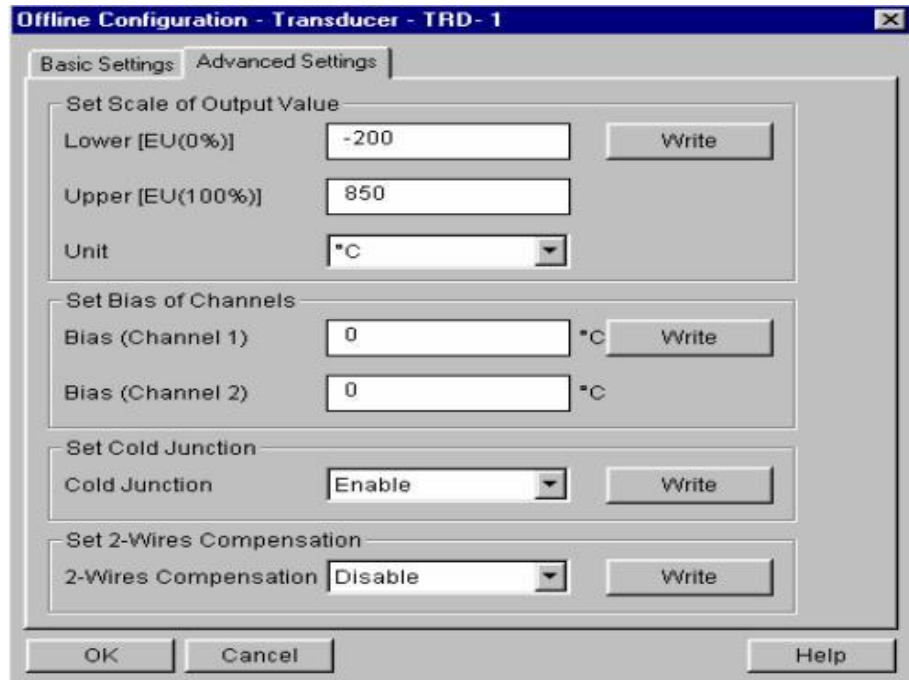 Offline Configuration - Transducer - TRD- 1
Basic Settings Advanced Settings
Set Scale of Output Value
Lower [EU(0%)] -200 Write
Upper [EU(100%)] 850
Unit °C
Set Bias of Channels
Bias (Channel 1) 0 °C Write
Bias (Channel 2) 0 °C
Set Cold Junction
Cold Junction Enable Write
Set 2-Wires Compensation
2-Wires Compensation Disable Write
OK Cancel Help